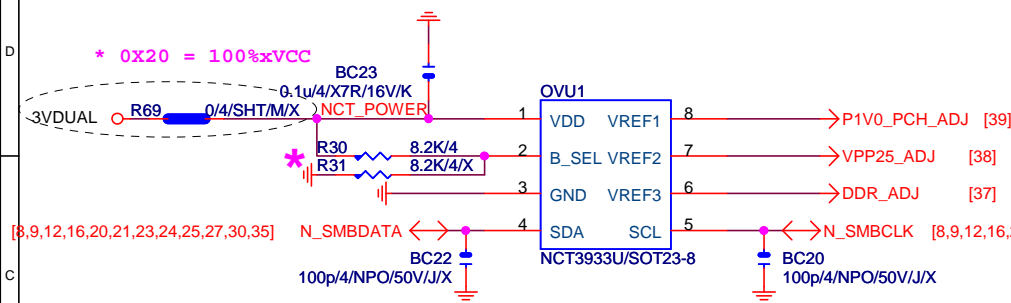 D
* 0X20 = 100%xVCC
BC23
0.1u/4/X7R/16V/K
OVU1
3VDUAL
R69
0/4/SHT/M/X
NCT_POWER
1
VDD
VREF1
8
P1V0_PCH_ADJ [39]
*
R30
8.2K/4
2
B_SEL
VREF2
7
VPP25_ADJ [38]
R31
8.2K/4/X
3
GND
VREF3
6
DDR_ADJ [37]
[8,9,12,16,20,21,23,24,25,27,30,35]
N_SMBDATA
4
SDA
SCL
5
N_SMBCLK
[8,9,12,16,2
NCT3933U/SOT23-8
BC22
100p/4/NPO/50V/J/X
BC20
100p/4/NPO/50V/J/X
C